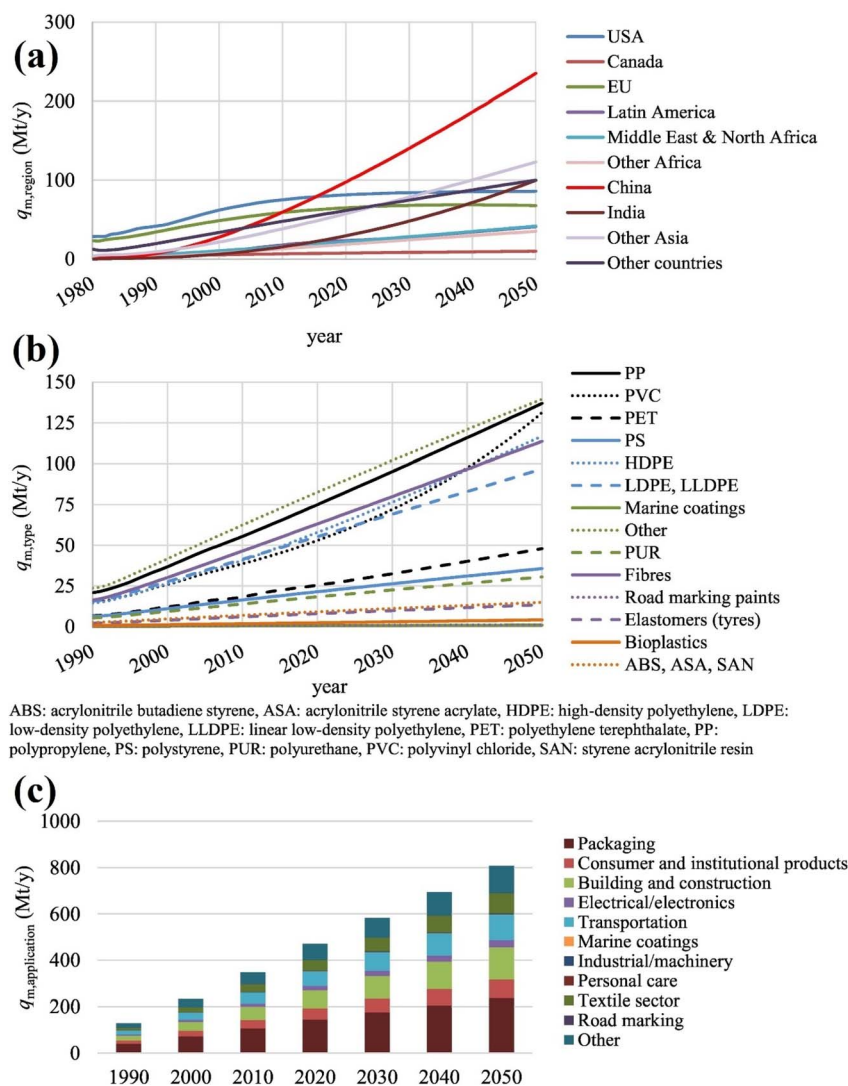 (a)
300
200
100
0
q_m,region (Mt/y)
1980
1990
2000
2010
2020
2030
2040
2050
year
USA
Canada
EU
Latin America
Middle East & North Africa
Other Africa
China
India
Other Asia
Other countries
(b)
150
125
100
75
50
25
0
q_m,type (Mt/y)
1990
2000
2010
2020
2030
2040
2050
year
PP
PVC
PET
PS
HDPE
LDPE, LLDPE
Marine coatings
Other
PUR
Fibres
Road marking paints
Elastomers (tyres)
Bioplastics
ABS, ASA, SAN
ABS: acrylonitrile butadiene styrene, ASA: acrylonitrile styrene acrylate, HDPE: high-density polyethylene, LDPE:
low-density polyethylene, LLDPE: linear low-density polyethylene, PET: polyethylene terephthalate, PP:
polypropylene, PS: polystyrene, PUR: polyurethane, PVC: polyvinyl chloride, SAN: styrene acrylonitrile resin
(c)
1000
800
600
400
200
0
q_m,application (Mt/y)
1990
2000
2010
2020
2030
2040
2050
Packaging
Consumer and institutional products
Building and construction
Electrical/electronics
Transportation
Marine coatings
Industrial/machinery
Personal care
Textile sector
Road marking
Other